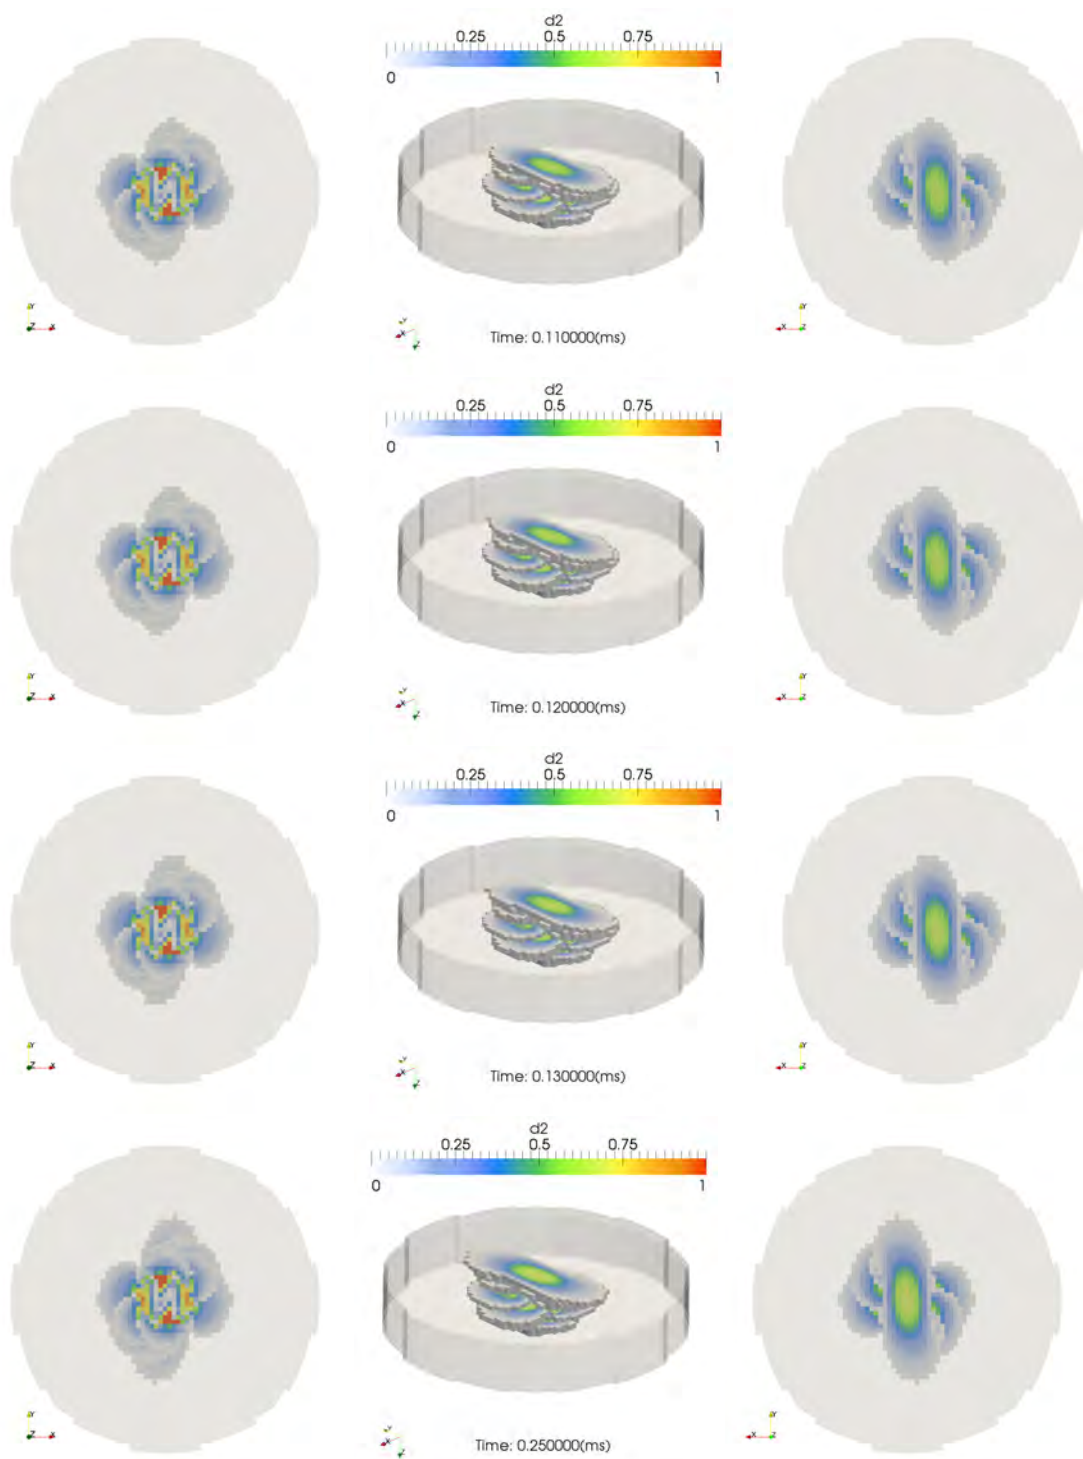 d2
0.25 0.5 0.75
0 1
Y
Z X
Y
X
Z
Y
X Z
Time: 0.110000(ms)
d2
0.25 0.5 0.75
0 1
Y
Z X
Y
X
Z
Y
X Z
Time: 0.120000(ms)
d2
0.25 0.5 0.75
0 1
Y
Z X
Y
X
Z
Y
X Z
Time: 0.130000(ms)
d2
0.25 0.5 0.75
0 1
Y
Z X
Y
X
Z
Y
X Z
Time: 0.250000(ms)